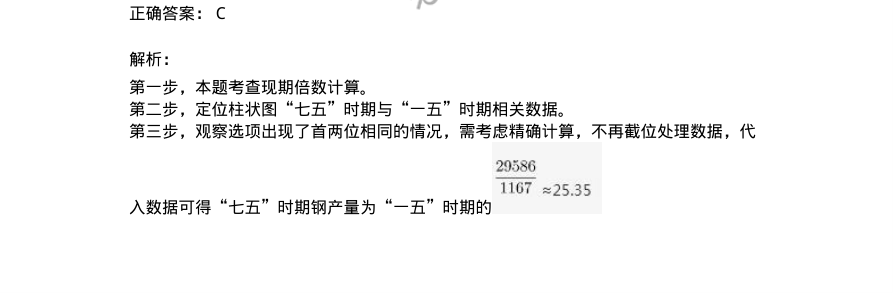 正确答案： C
解析：
第一步，本题考查现期倍数计算。
第二步，定位柱状图“七五”时期与“一五”时期相关数据。
第三步，观察选项出现了首两位相同的情况，需考虑精确计算，不再截位处理数据，代
入数据可得“七五”时期钢产量为“一五”时期的29586/1167≈25.35